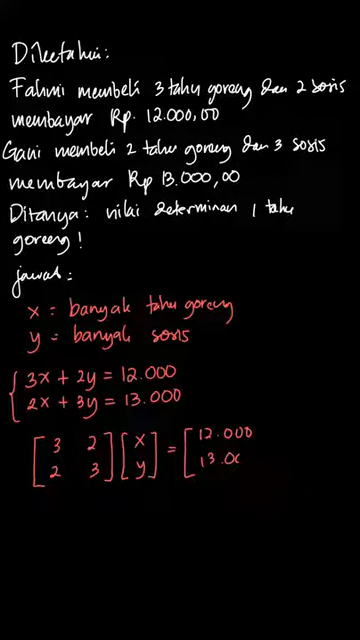 Diketahui:
Fahmi membeli 3 tahu goreng dan 2 sosis
membayar Rp. 12.000,00
Gani membeli 2 tahu goreng dan 3 sosis
membayar Rp 13.000,00
Ditanya: nilai determinan 1 tahu
goreng!
jawab:
x = banyak tahu goreng
y = banyak sosis
3x + 2y = 12.000
2x + 3y = 13.000
[3 2] [x] = [12.000
[2 3] [y] = [13.00